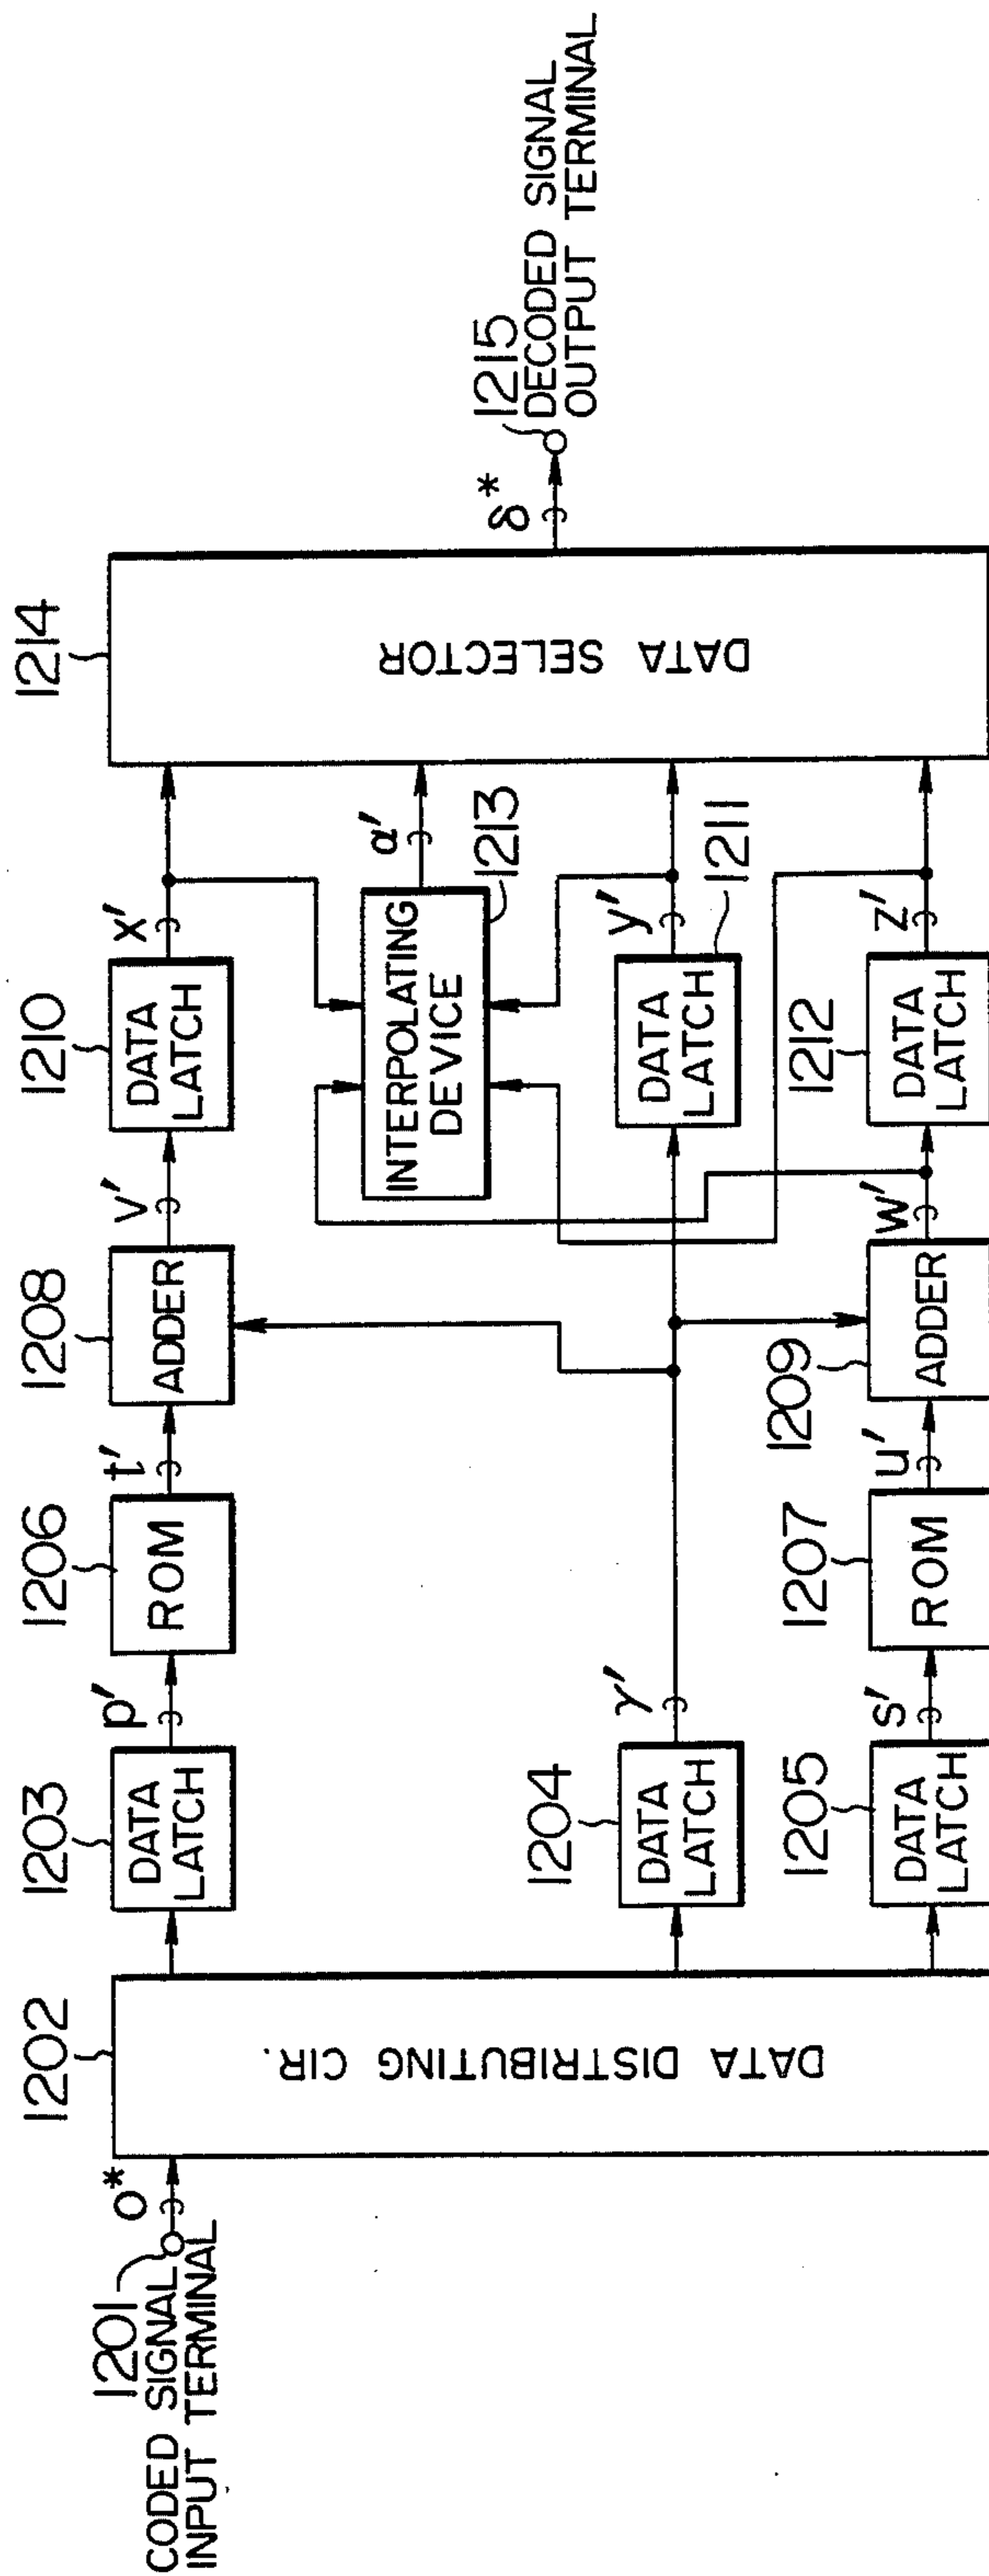 1201
CODED SIGNAL
INPUT TERMINAL
o*
1202
DATA DISTRIBUTING CIR.
1203
DATA
LATCH
p'
1206
ROM
t'
1208
ADDER
v'
1210
DATA
LATCH
x'
1204
DATA
LATCH
γ'
INTERPOLATING
DEVICE
1213
α'
DATA
LATCH
1211
y'
1205
DATA
LATCH
s'
1207
ROM
u'
1209
ADDER
w'
1212
DATA
LATCH
z'
1214
DATA SELECTOR
δ*
1215
DECODED SIGNAL
OUTPUT TERMINAL